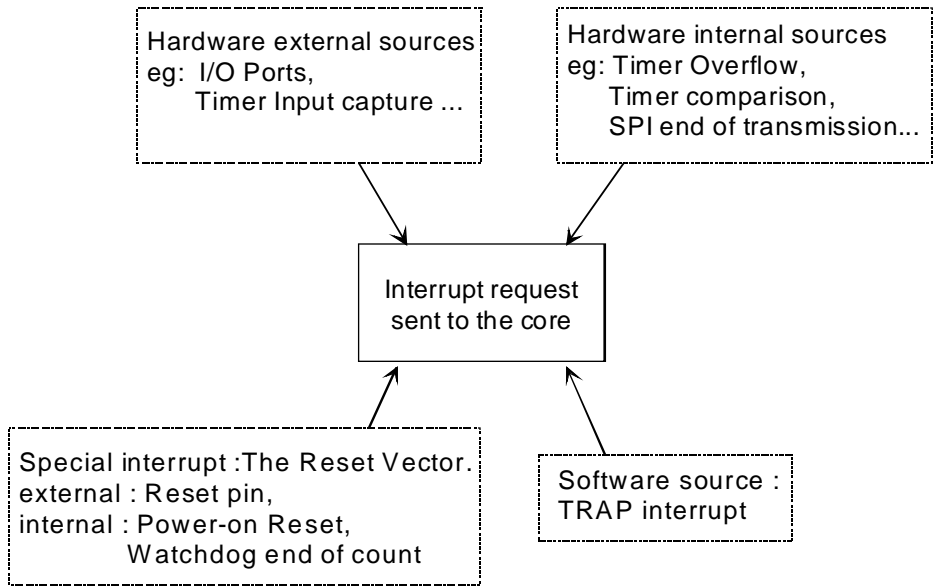 Hardware external sources
eg: I/O Ports,
Timer Input capture ...
Hardware internal sources
eg: Timer Overflow,
Timer comparison,
SPI end of transmission...
Interrupt request
sent to the core
Special interrupt :The Reset Vector.
external : Reset pin,
internal : Power-on Reset,
Watchdog end of count
Software source :
TRAP interrupt